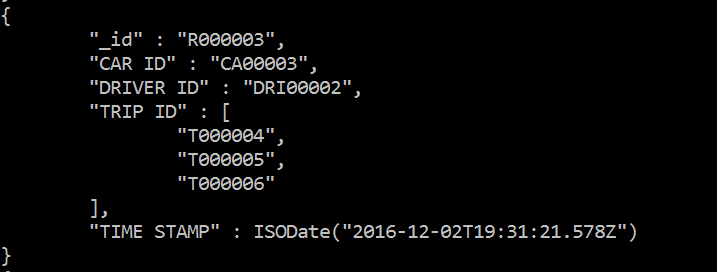 }
{
"_id" : "R000003",
"CAR ID" : "CA00003",
"DRIVER ID" : "DRI00002",
"TRIP ID" : [
"T000004",
"T000005",
"T000006"
],
"TIME STAMP" : ISODate("2016-12-02T19:31:21.578Z")
}